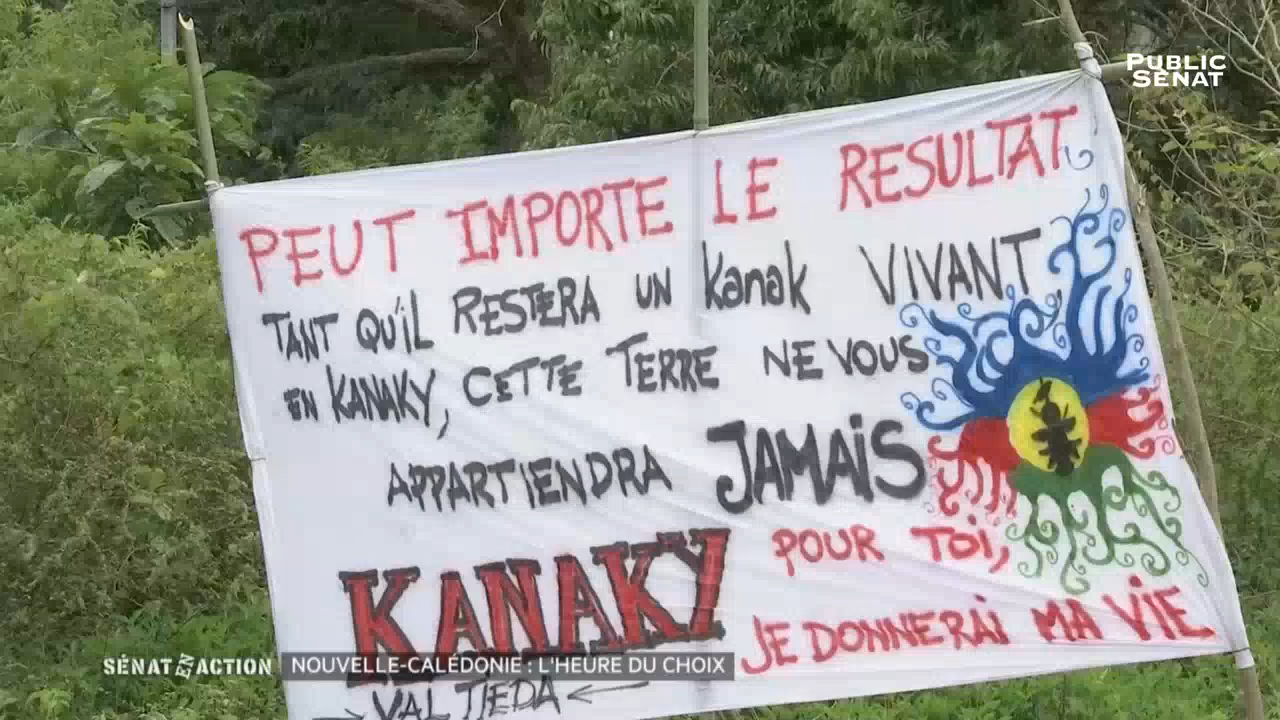 PUBLIC
SENAT
PEUT IMPORTE LE RESULTAT
TANT QU'IL RESTERA UN Kanak VIVANT,
EN KANAKY, CETTE TERRE NE VOUS
APPARTIENDRA JAMAIS
KANAKY POUR TOI,
JE DONNERAI MA VIE
SÉNAT EN ACTION
NOUVELLE-CALÉDONIE : L'HEURE DU CHOIX
VAL TIEDA